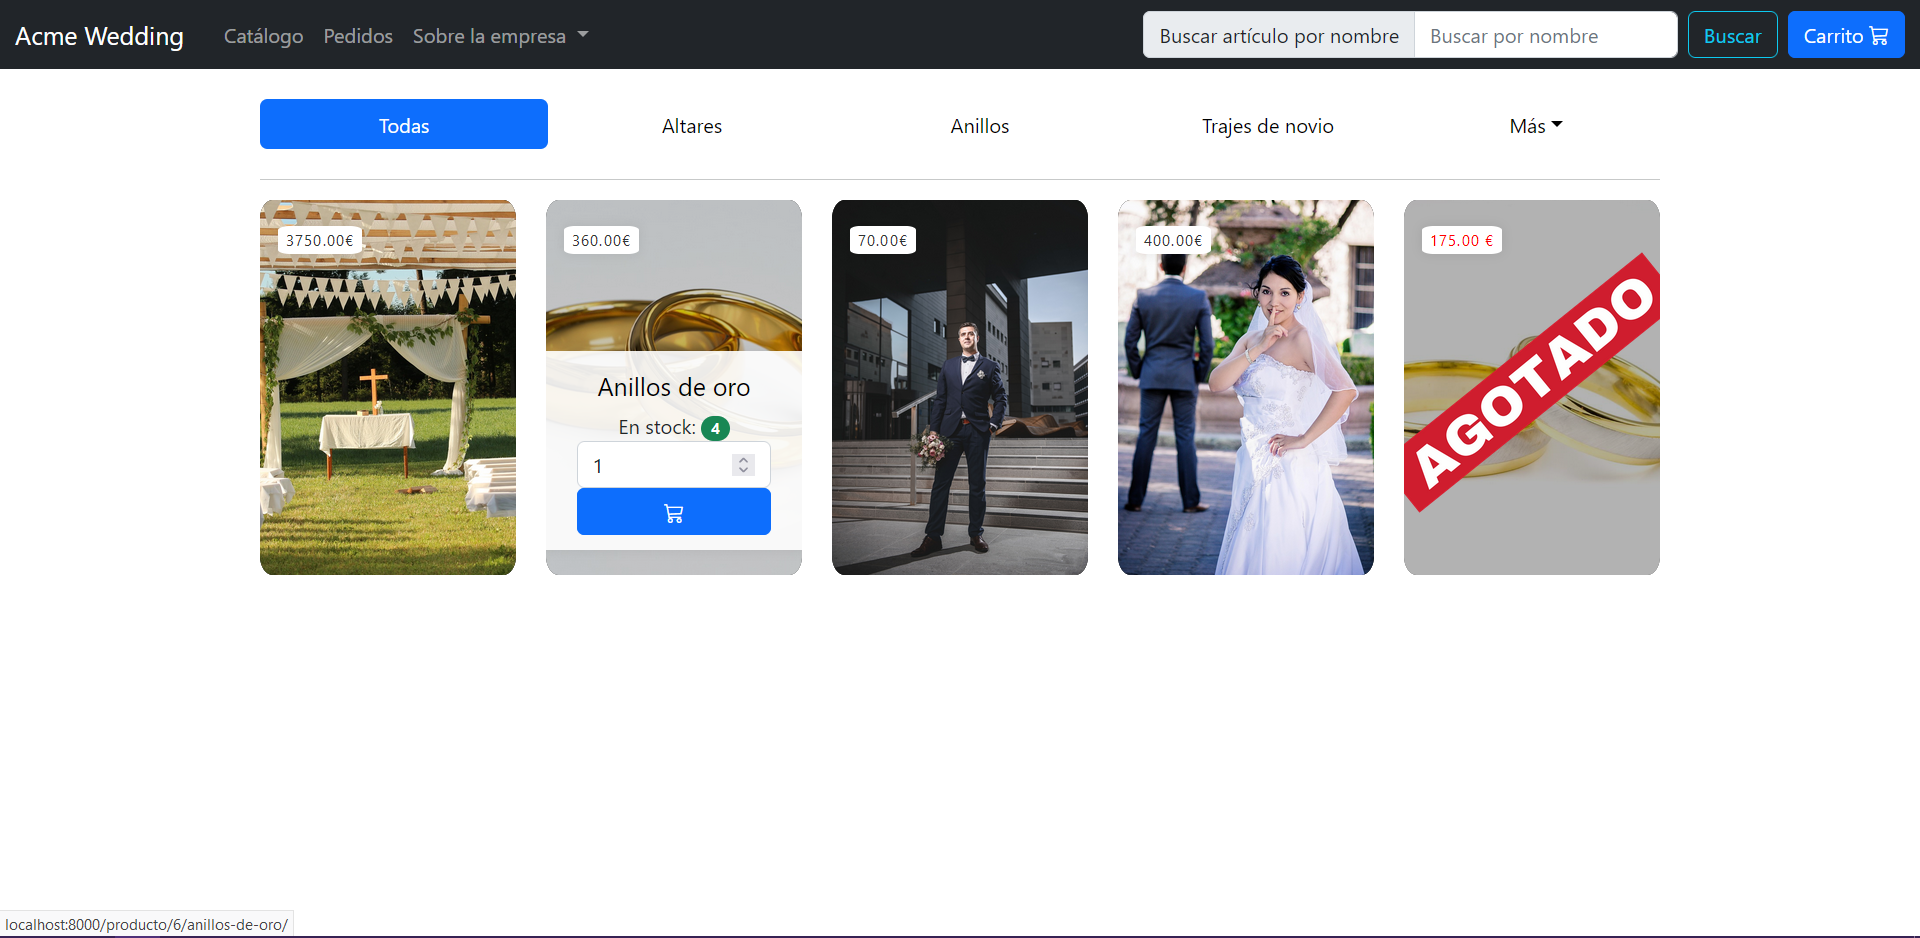 Acme Wedding Catálogo Pedidos Sobre la empresa Buscar artículo por nombre Buscar por nombre Buscar Carrito
Todas Altares Anillos Trajes de novio Más
3750.00€ 360.00€ 70.00€ 400.00€ 175.00 €
AGOTADO
Anillos de oro
En stock: 4
1
localhost:8000/producto/6/anillos-de-oro/